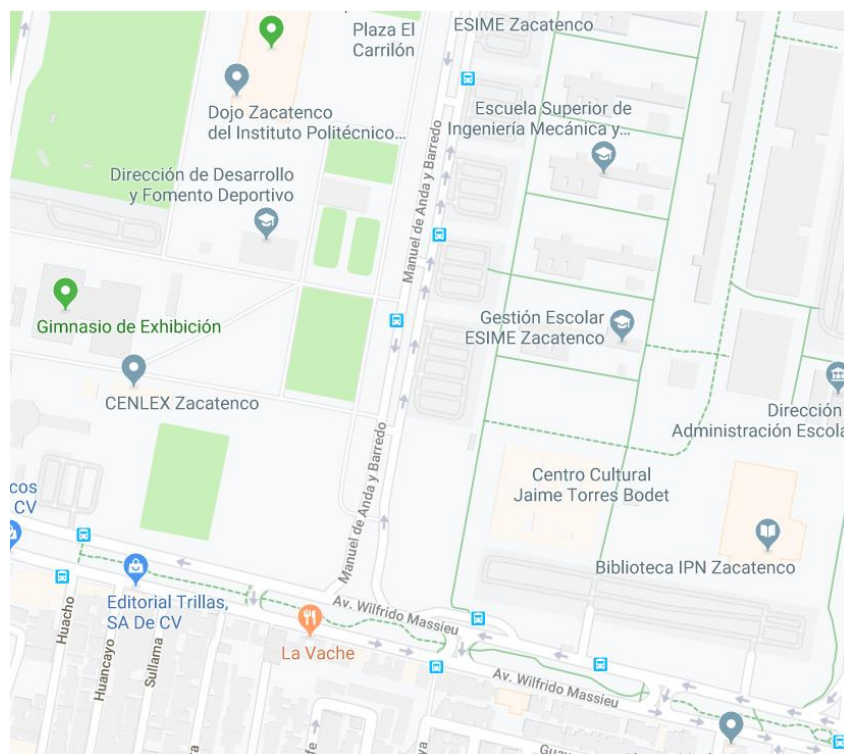 Plaza El
Carrilón
ESIME Zacatenco
Dojo Zacatenco
del Instituto Politécnico...
Escuela Superior de
Ingeniería Mecánica y...
Manuel de Anda y Barredo
Dirección de Desarrollo
y Fomento Deportivo
Gimnasio de Exhibición
Gestión Escolar
ESIME Zacatenco
CENLEX Zacatenco
Dirección
Administración Escola
Manuel de Anda y Barredo
Centro Cultural
Jaime Torres Bodet
cos
CV
Biblioteca IPN Zacatenco
Editorial Trillas,
SA De CV
Av. Wilfrido Massieu
La Vache
Huacho
Huancayo
Sullama
Av. Wilfrido Massieu